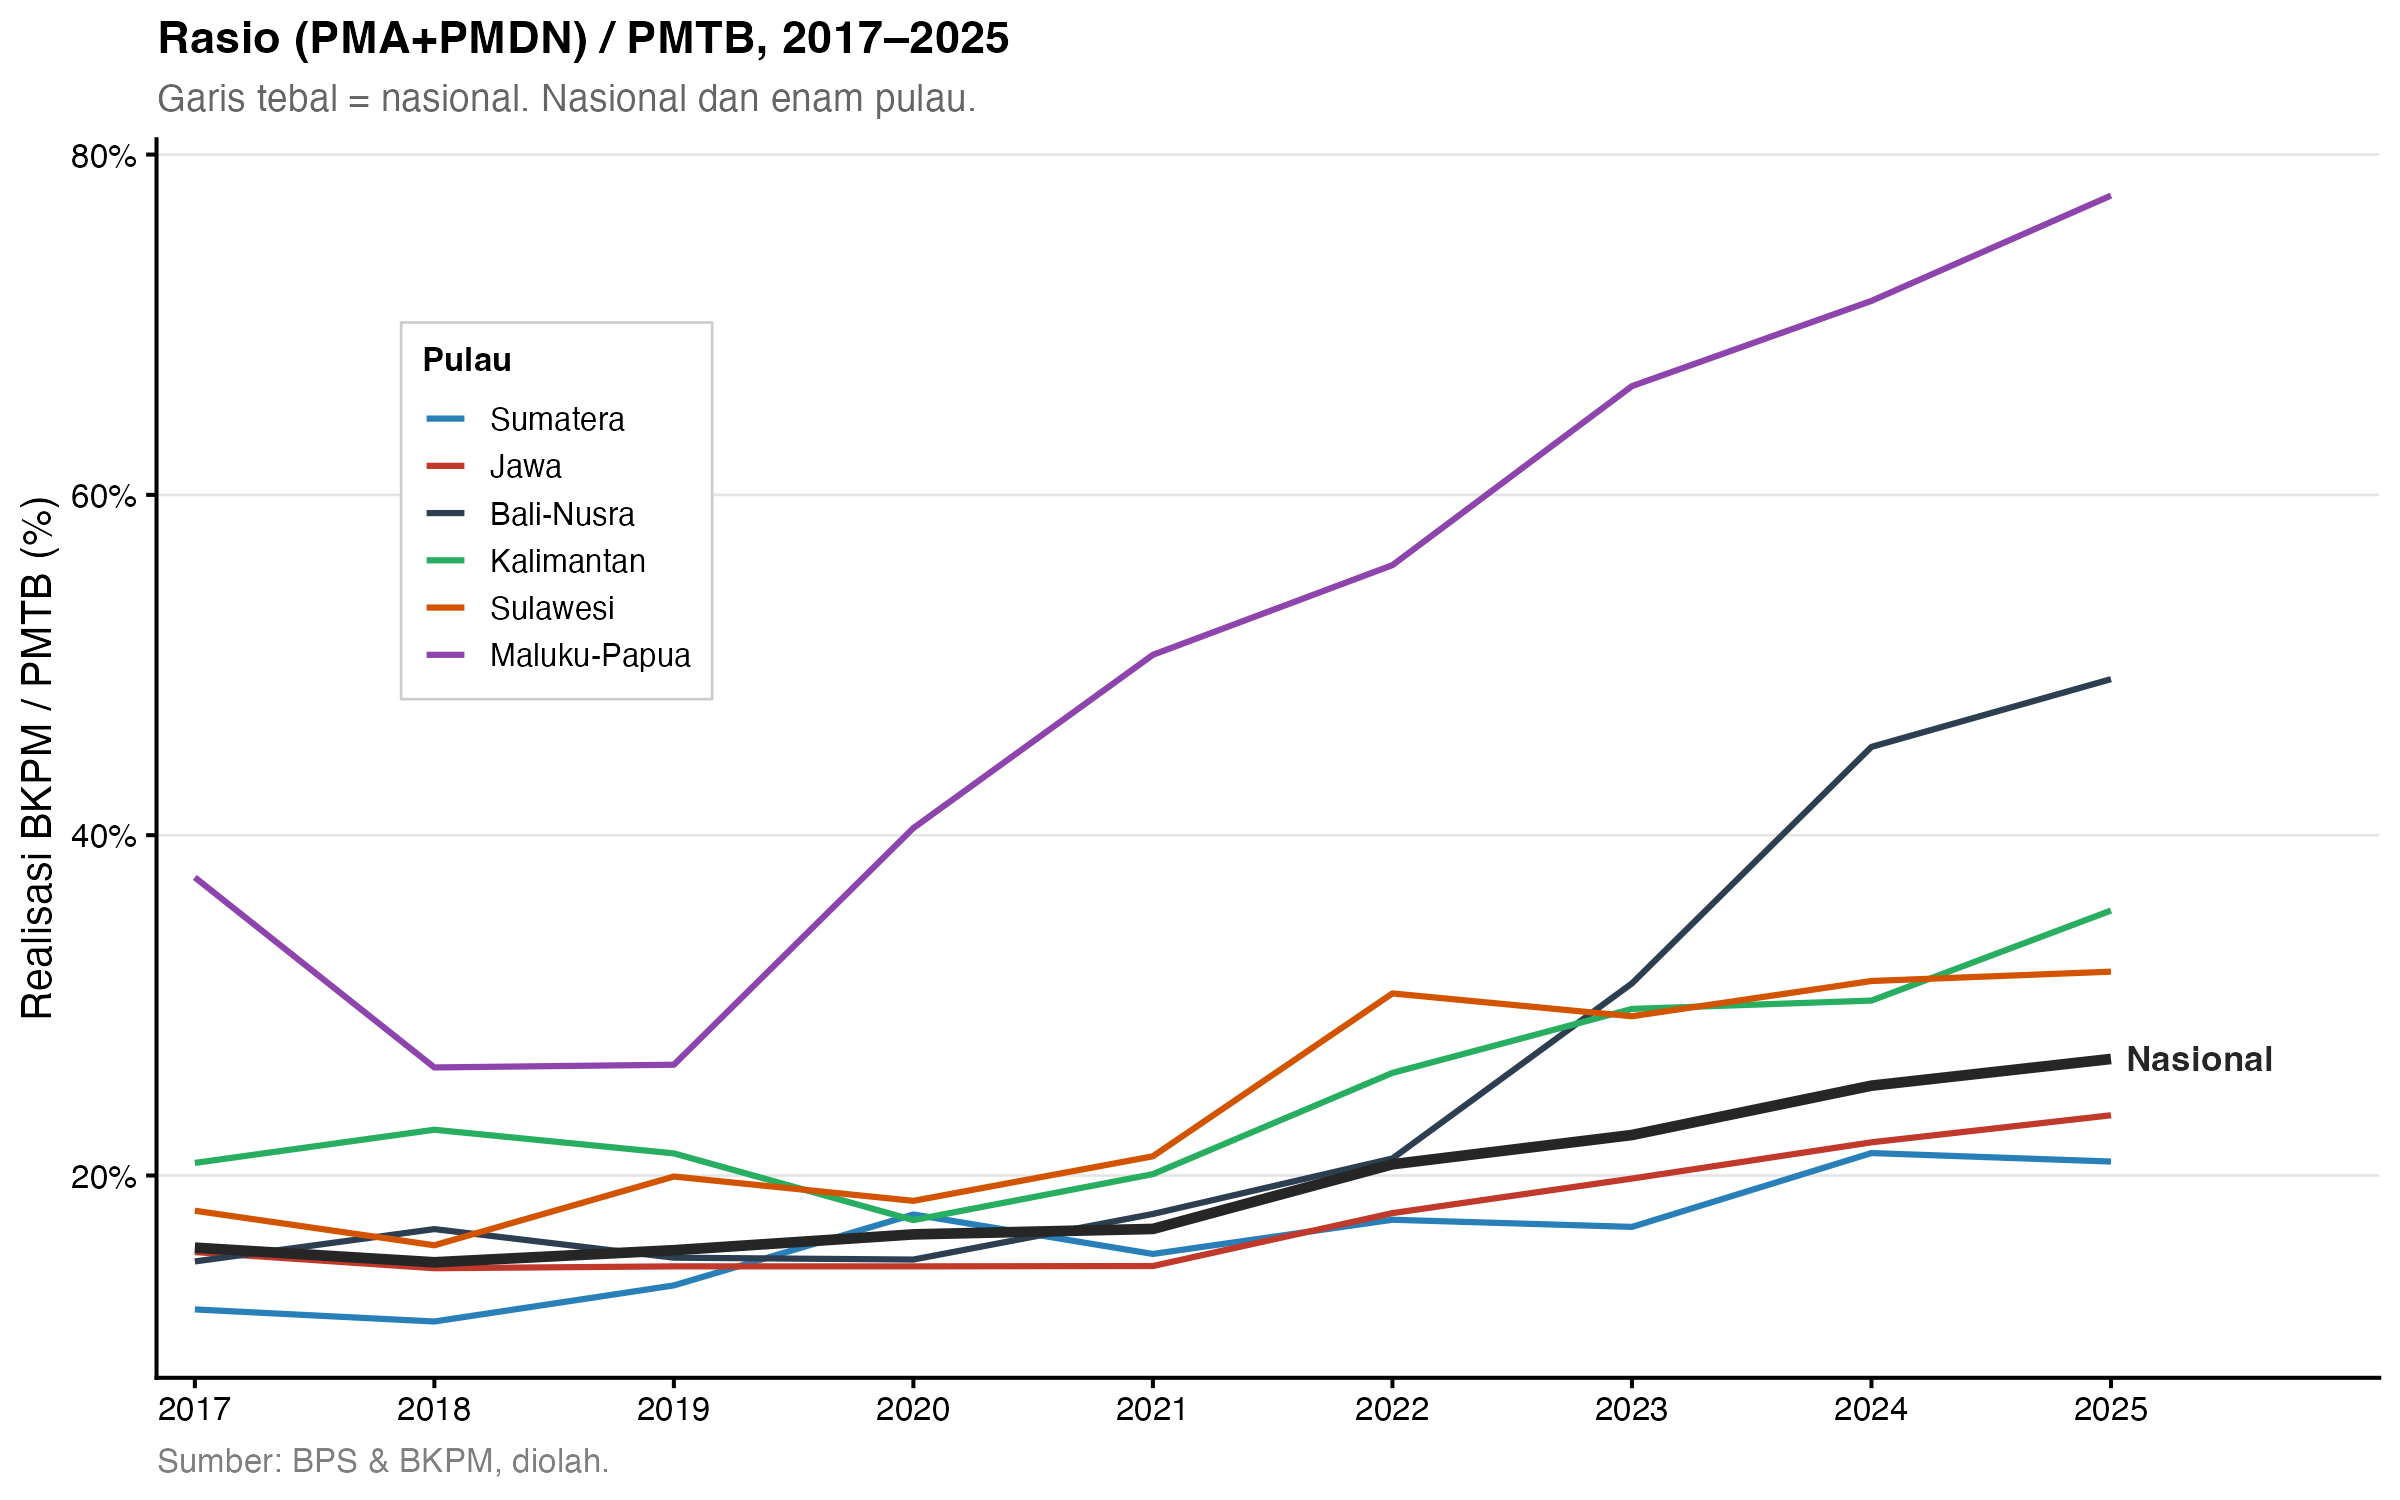 Rasio (PMA+PMDN) / PMTB, 2017–2025
Garis tebal = nasional. Nasional dan enam pulau.
Realisasi BKPM / PMTB (%)
80%
60%
40%
20%
Pulau
Sumatera
Jawa
Bali-Nusra
Kalimantan
Sulawesi
Maluku-Papua
Nasional
2017 2018 2019 2020 2021 2022 2023 2024 2025
Sumber: BPS & BKPM, diolah.